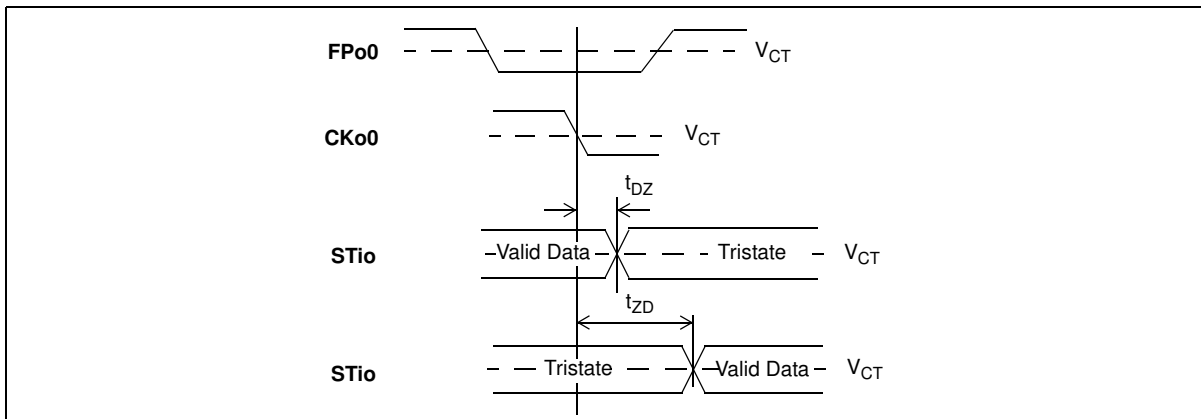 FPo0
V_CT
CKo0
V_CT
t_DZ
STio
Valid Data
Tristate
V_CT
t_ZD
STio
Tristate
Valid Data
V_CT